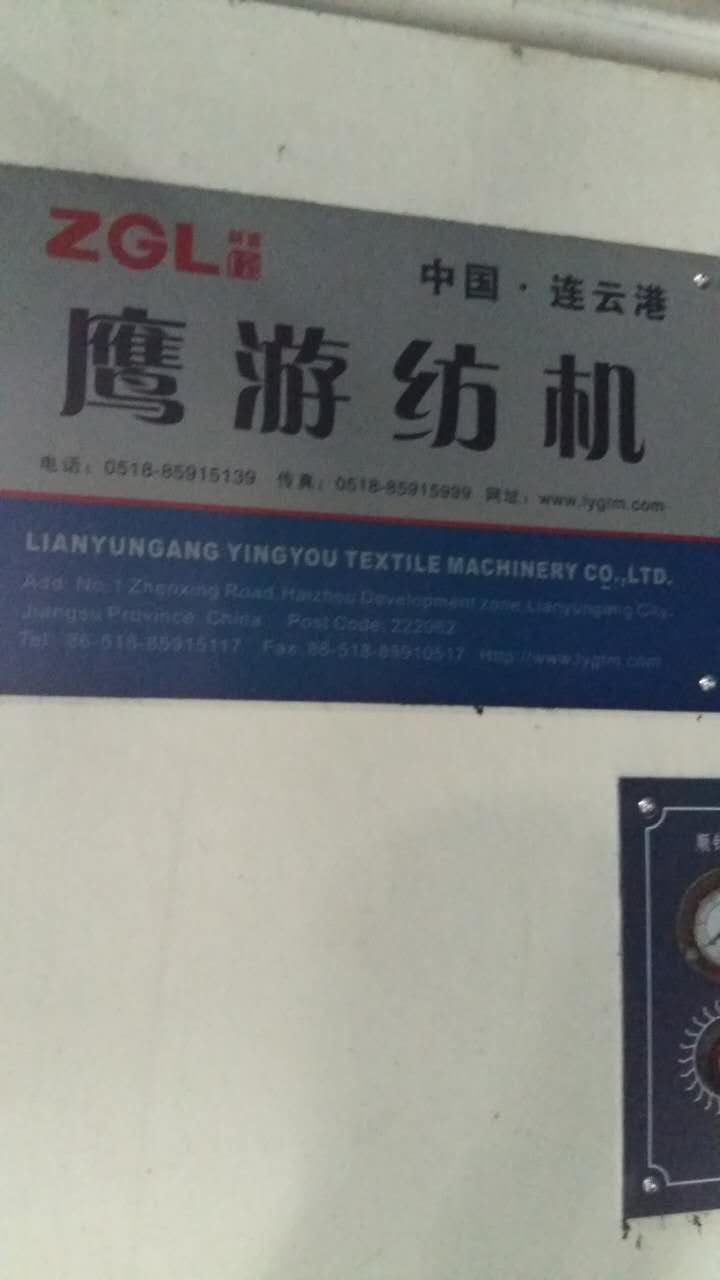 ZGL
中国·连云港
鹰游纺机
电话：0518-85915139 传真：0518-85915999 网址：www.lygfm.com
LIANYUNGANG YINGYOU TEXTILE MACHINERY CO.,LTD.
Add: No.1 Zhenxing Road, Haizhou Development zone, Lianyungang City,
Jiangsu Province, China. Post Code: 222062
Tel: 86-518-85915117 Fax: 86-518-85910517 Http://www.lygfm.com